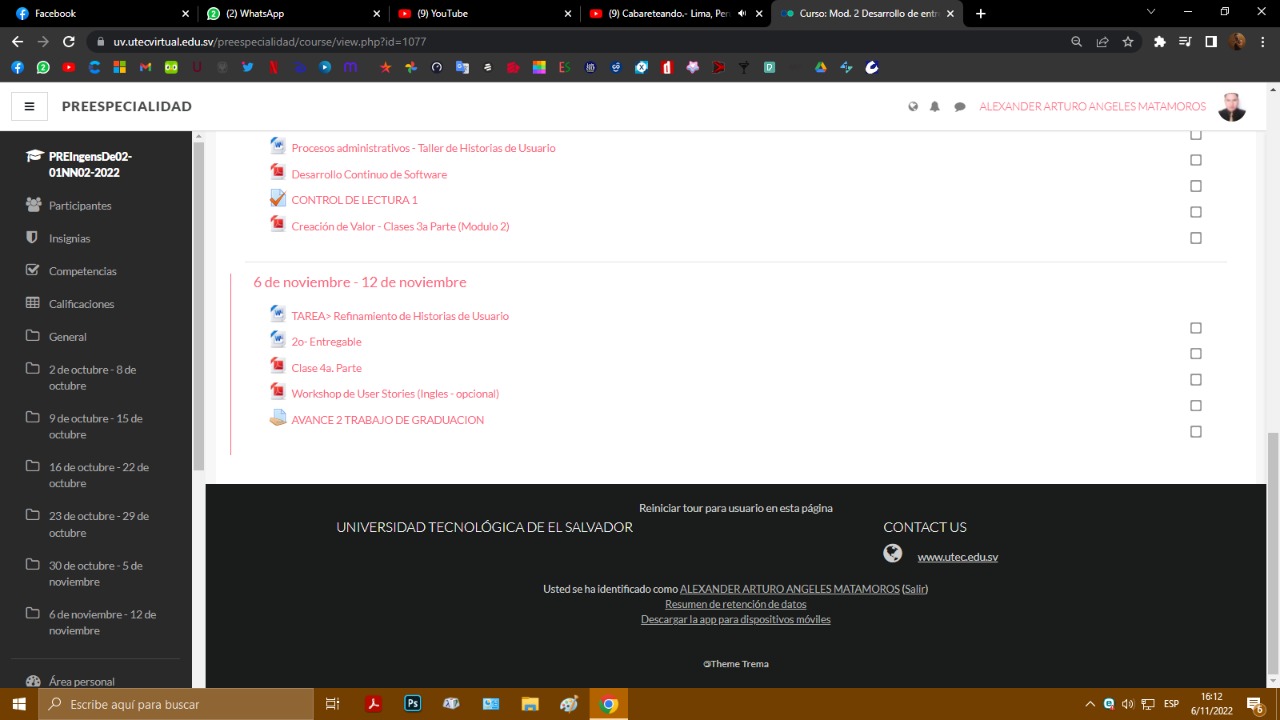 Facebook
(2) WhatsApp
(9) YouTube
(9) Cabareteando.- Lima, Per
Curso: Mod. 2 Desarrollo de entr
uv.utecvirtual.edu.sv/preespecialidad/course/view.php?id=1077
PREESPECIALIDAD
ALEXANDER ARTURO ANGELES MATAMOROS
PREIngensDe02-
01NN02-2022
Participantes
Insignias
Competencias
Calificaciones
General
2 de octubre - 8 de
octubre
9 de octubre - 15 de
octubre
16 de octubre - 22 de
octubre
23 de octubre - 29 de
octubre
30 de octubre - 5 de
noviembre
6 de noviembre - 12 de
noviembre
Área personal
Procesos administrativos - Taller de Historias de Usuario
Desarrollo Continuo de Software
CONTROL DE LECTURA 1
Creación de Valor - Clases 3a Parte (Modulo 2)
6 de noviembre - 12 de noviembre
TAREA> Refinamiento de Historias de Usuario
2o- Entregable
Clase 4a. Parte
Workshop de User Stories (Ingles - opcional)
AVANCE 2 TRABAJO DE GRADUACION
Reiniciar tour para usuario en esta página
UNIVERSIDAD TECNOLÓGICA DE EL SALVADOR
CONTACT US
www.utec.edu.sv
Usted se ha identificado como ALEXANDER ARTURO ANGELES MATAMOROS (Salir)
Resumen de retención de datos
Descargar la app para dispositivos móviles
@Theme Trema
Escribe aquí para buscar
Ps
ESP
16:12
6/11/2022
6